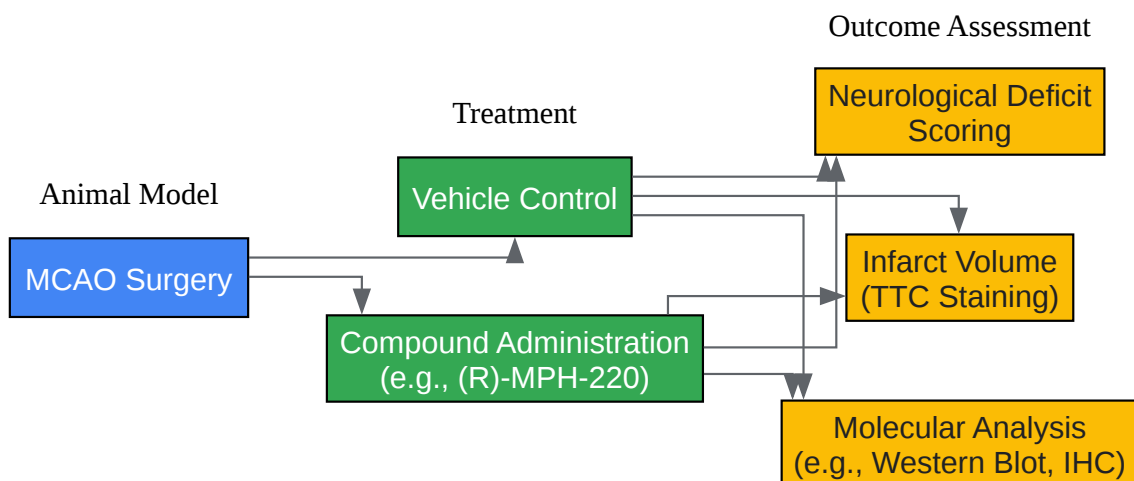 Animal Model
MCAO Surgery
Treatment
Vehicle Control
Compound Administration
(e.g., (R)-MPH-220)
Outcome Assessment
Neurological Deficit
Scoring
Infarct Volume
(TTC Staining)
Molecular Analysis
(e.g., Western Blot, IHC)